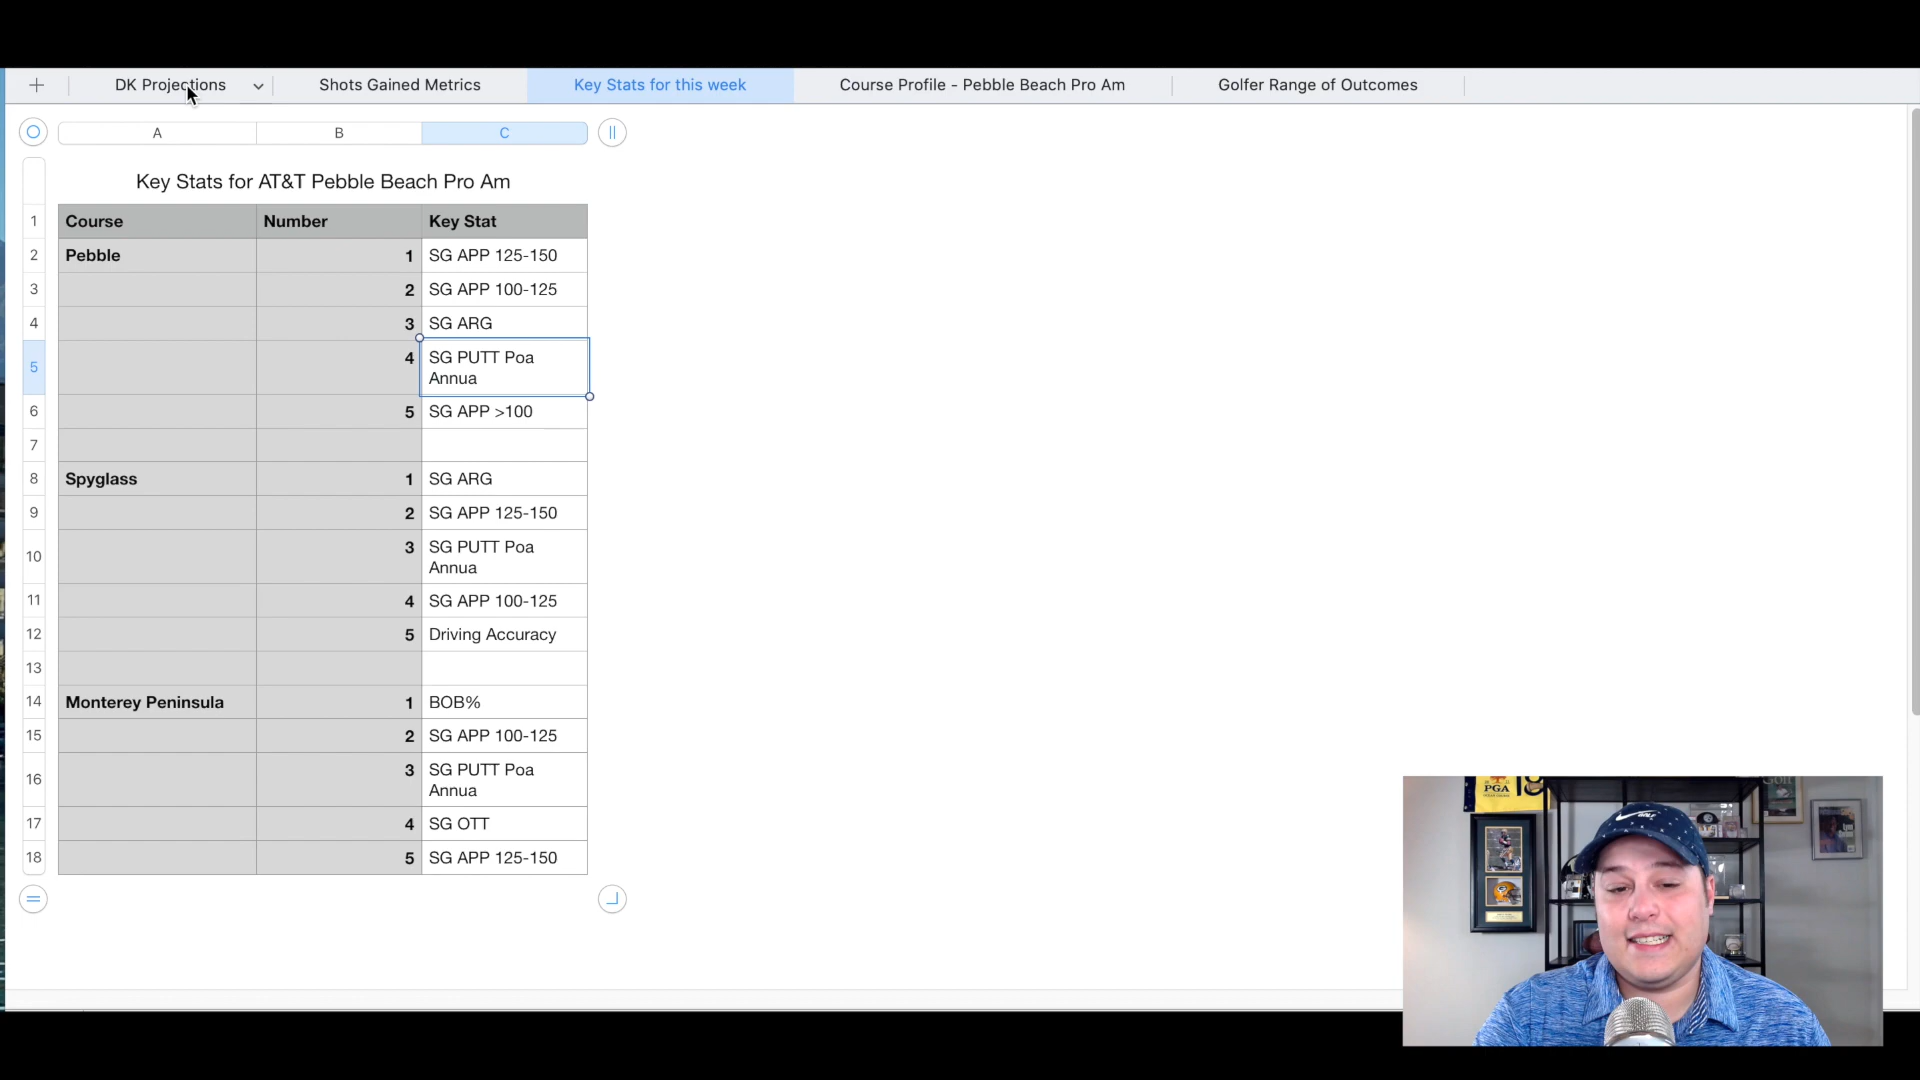 DK Projections
Shots Gained Metrics
Key Stats for this week
Course Profile - Pebble Beach Pro Am
Golfer Range of Outcomes
A B C
Key Stats for AT&T Pebble Beach Pro Am
1 Course Number Key Stat
2 Pebble 1 SG APP 125-150
3 2 SG APP 100-125
4 3 SG ARG
5 4 SG PUTT Poa
Annua
6 5 SG APP >100
7
8 Spyglass 1 SG ARG
9 2 SG APP 125-150
10 3 SG PUTT Poa
Annua
11 4 SG APP 100-125
12 5 Driving Accuracy
13
14 Monterey Peninsula 1 BOB%
15 2 SG APP 100-125
16 3 SG PUTT Poa
Annua
17 4 SG OTT
18 5 SG APP 125-150
PGA